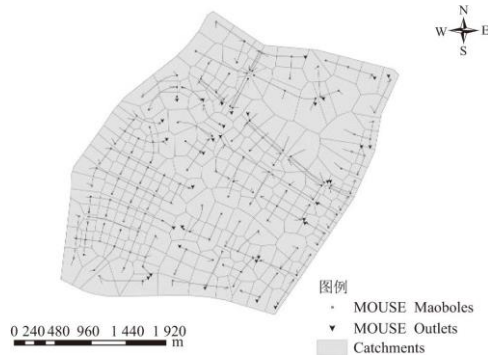 N
W E
S
图例
MOUSE Maoboles
MOUSE Outlets
Catchments
0 240 480 960 1 440 1 920
m